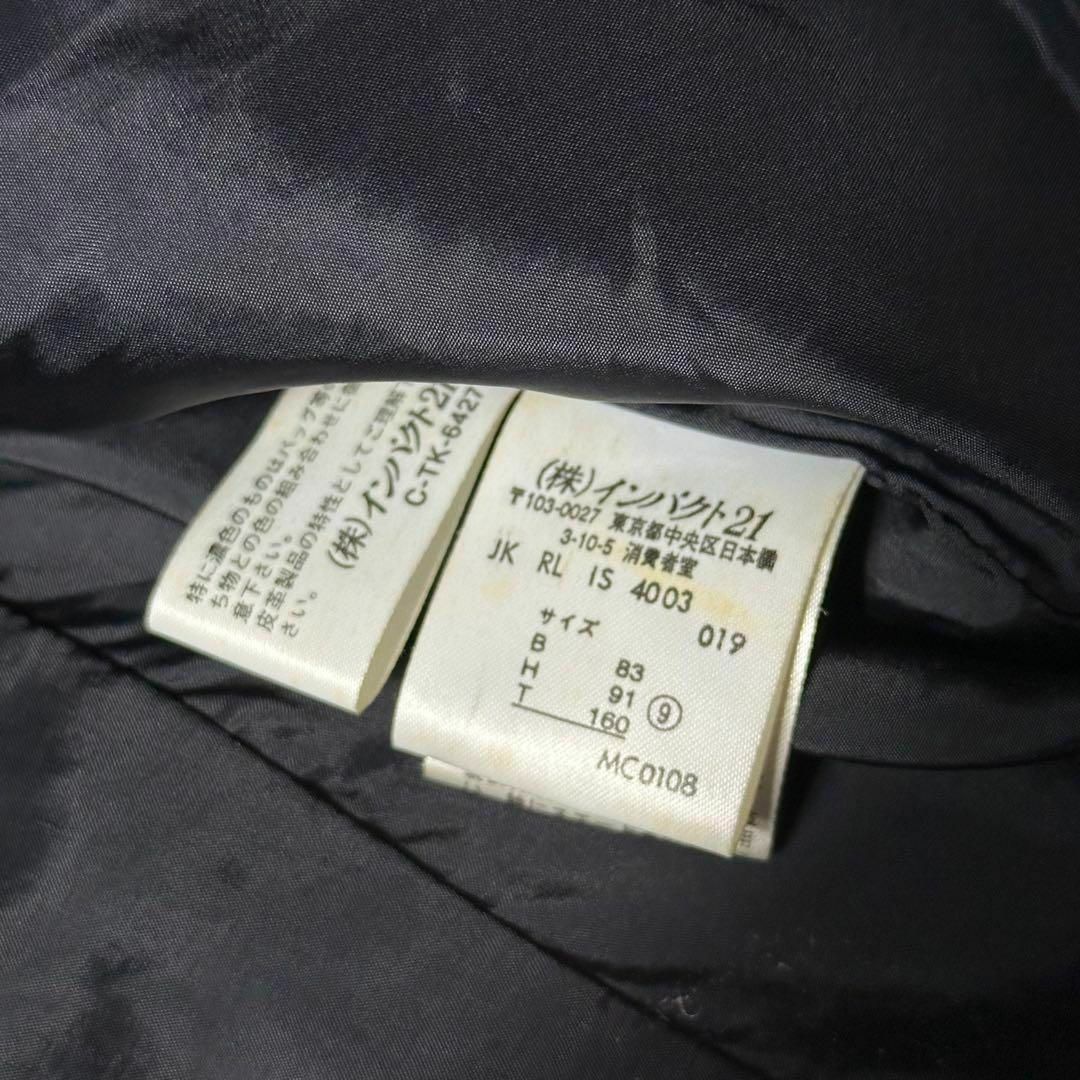 特に濃色のものはバッグ等
ち物との色の組み合わせに
意下さい。
皮革製品の特性としてご理解
さい。
(株)インパクト21
C-TK-6427
(株)インパクト21
〒103-0027 東京都中央区日本橋
3-10-5 消費者室
JK RL IS 4003
019
サイズ
B 83
H 91
T 160
⑨
MC0108